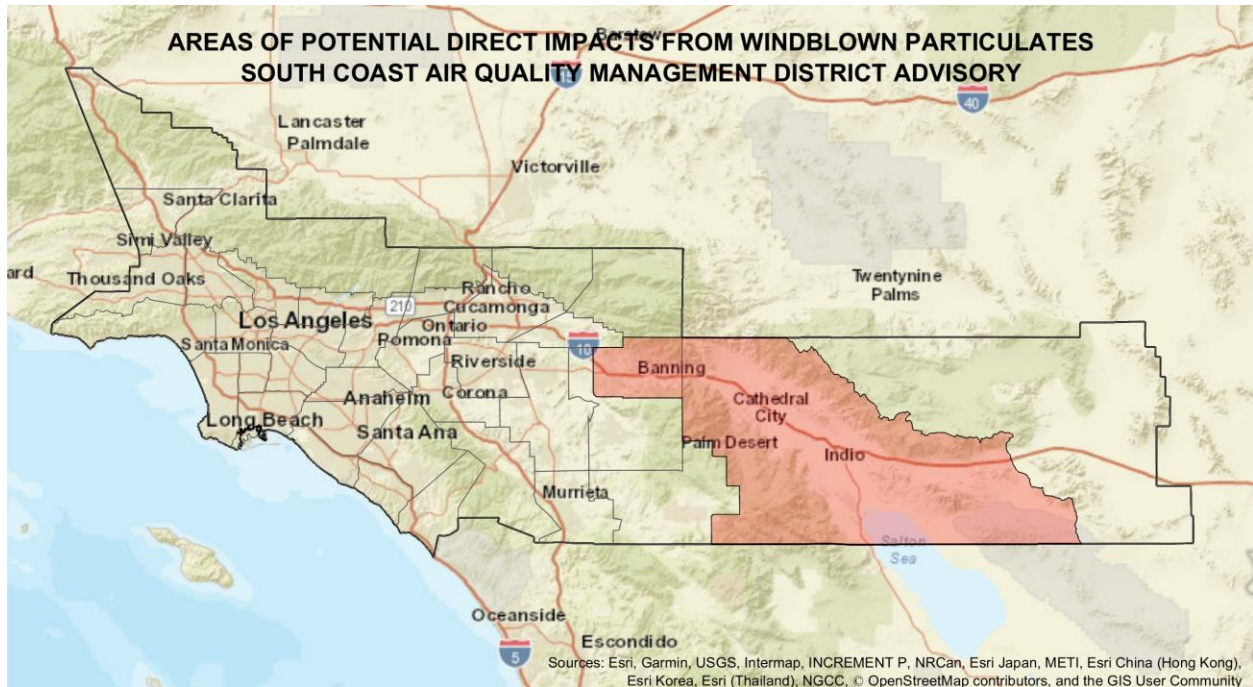 AREAS OF POTENTIAL DIRECT IMPACTS FROM WINDBLOWN PARTICULATES
SOUTH COAST AIR QUALITY MANAGEMENT DISTRICT ADVISORY
Barstow
15
40
Lancaster
Palmdale
Victorville
Santa Clarita
Simi Valley
ard
Thousand Oaks
Twentynine
Palms
Rancho
Cucamonga
210
Los Angeles
Ontario
Pomona
Santa Monica
10
Riverside
Banning
Corona
Anaheim
Cathedral
City
Long Beach
Santa Ana
Palm Desert
Indio
Murrieta
Salton
Sea
Oceanside
Escondido
5
Sources: Esri, Garmin, USGS, Intermap, INCREMENT P, NRCan, Esri Japan, METI, Esri China (Hong Kong),
Esri Korea, Esri (Thailand), NGCC, © OpenStreetMap contributors, and the GIS User Community